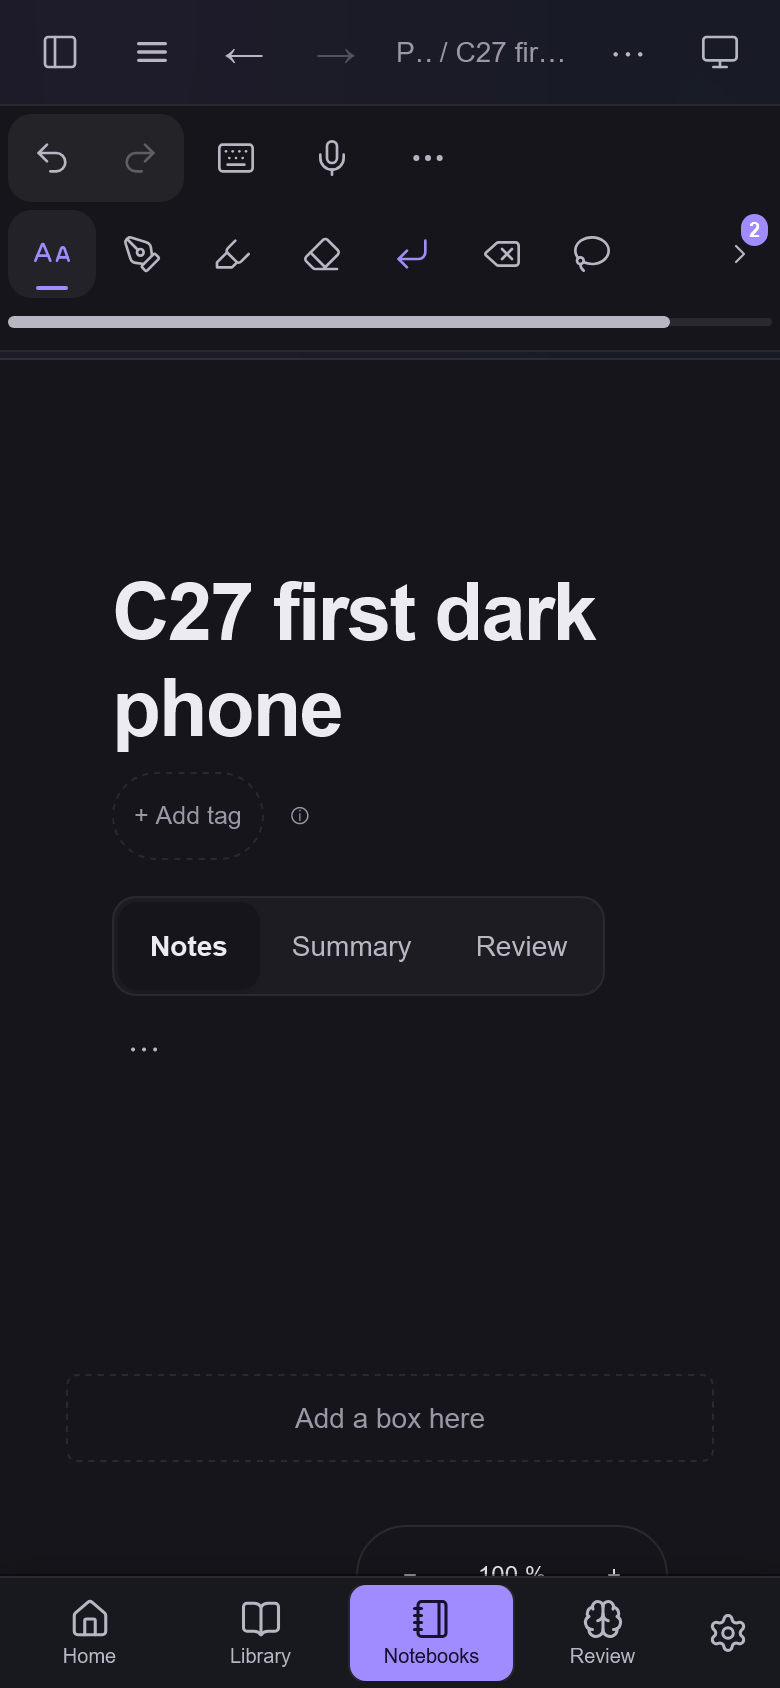 P.. / C27 fir...
2
C27 first dark
phone
+ Add tag
Notes Summary Review
Add a box here
− 100 % +
Home Library Notebooks Review